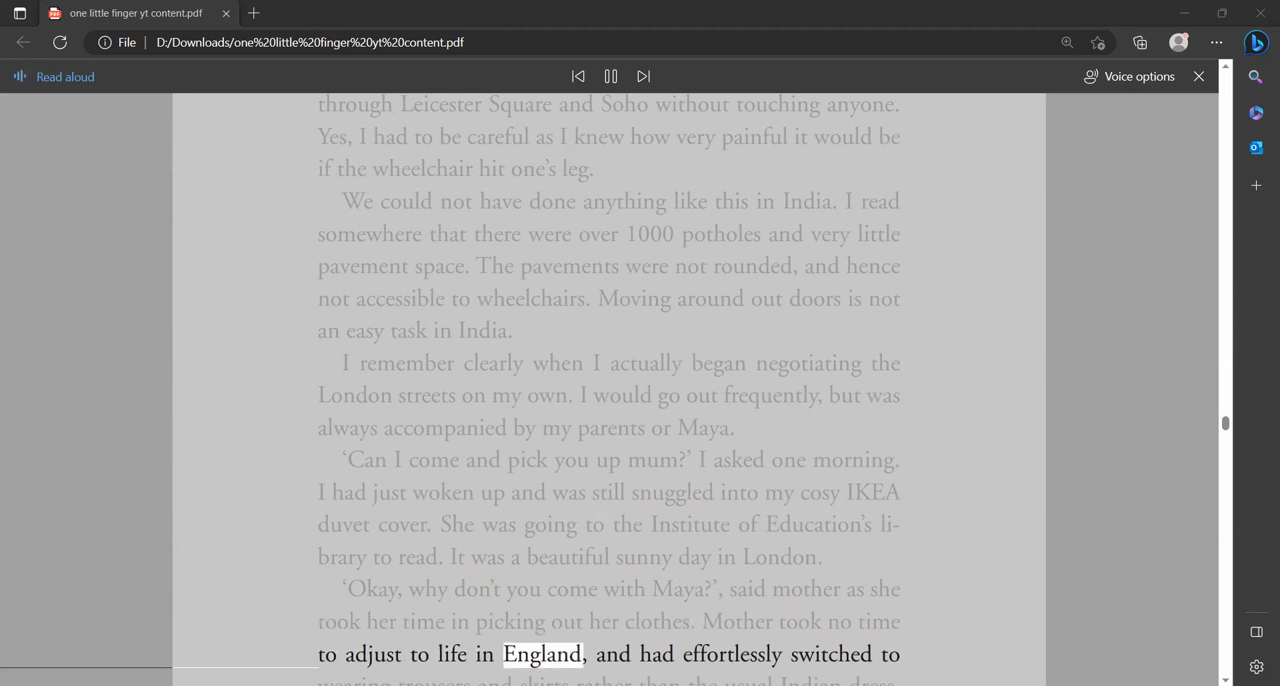 one little finger yt content.pdf
File
D:/Downloads/one%20little%20finger%20yt%20content.pdf
Read aloud
Voice options
through Leicester Square and Soho without touching anyone.
Yes, I had to be careful as I knew how very painful it would be
if the wheelchair hit one’s leg.
We could not have done anything like this in India. I read
somewhere that there were over 1000 potholes and very little
pavement space. The pavements were not rounded, and hence
not accessible to wheelchairs. Moving around out doors is not
an easy task in India.
I remember clearly when I actually began negotiating the
London streets on my own. I would go out frequently, but was
always accompanied by my parents or Maya.
‘Can I come and pick you up mum?’ I asked one morning.
I had just woken up and was still snuggled into my cosy IKEA
duvet cover. She was going to the Institute of Education’s li-
brary to read. It was a beautiful sunny day in London.
‘Okay, why don’t you come with Maya?’, said mother as she
took her time in picking out her clothes. Mother took no time
to adjust to life in England, and had effortlessly switched to
wearing trousers and skirts rather than the usual Indian dress